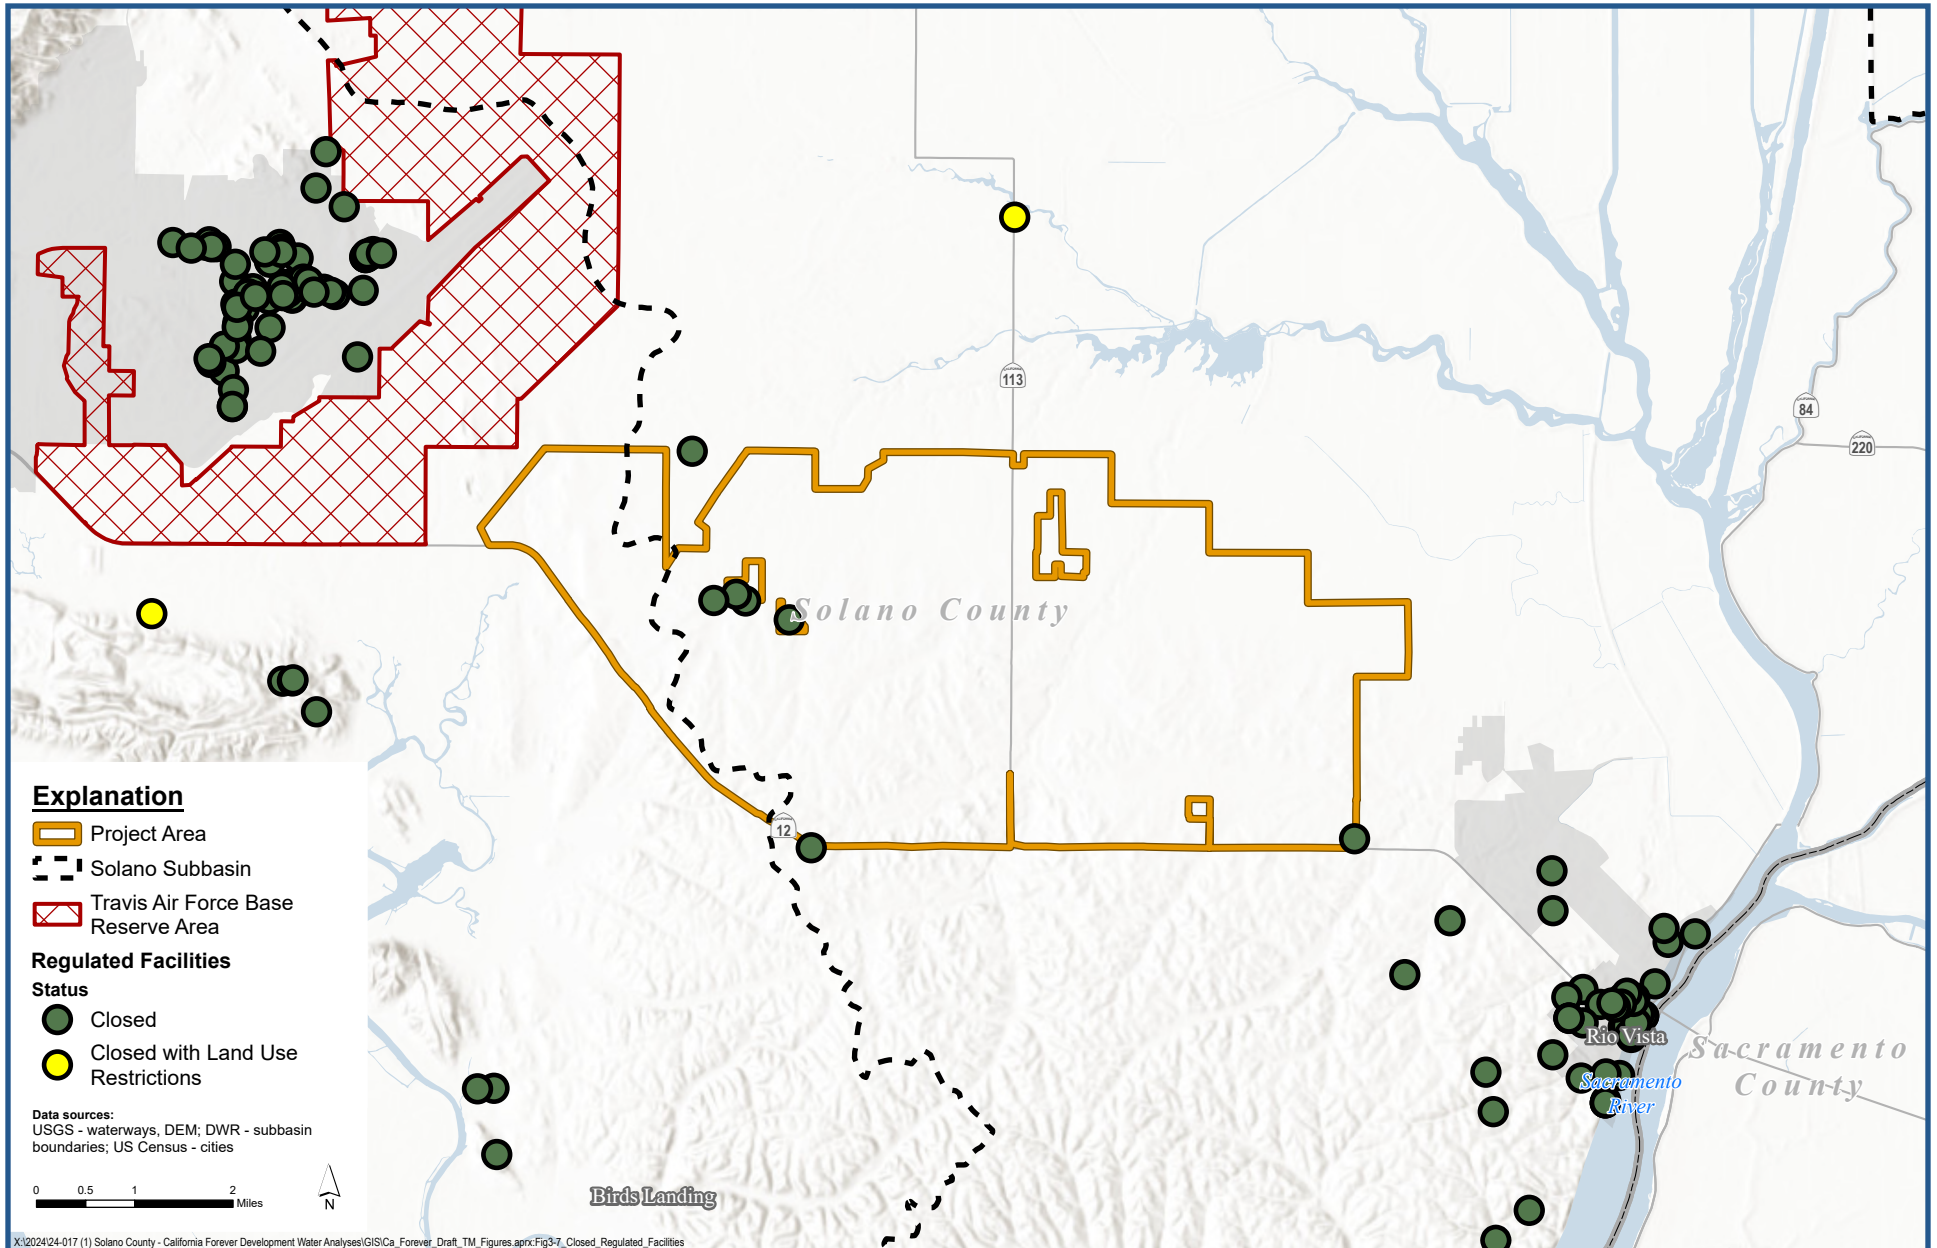 113
84
220
Solano County
12
Rio Vista
Sacramento
County
Sacramento
River
Birds Landing
Explanation
Project Area
Solano Subbasin
Travis Air Force Base
Reserve Area
Regulated Facilities
Status
Closed
Closed with Land Use
Restrictions
Data sources:
USGS - waterways, DEM; DWR - subbasin
boundaries; US Census - cities
0 0.5 1 2
Miles
N
X:\2024\24-017 (1) Solano County - California Forever Development Water Analyses\GIS\Ca_Forever_Draft_TM_Figures.aprx:Fig3-7_Closed_Regulated_Facilities